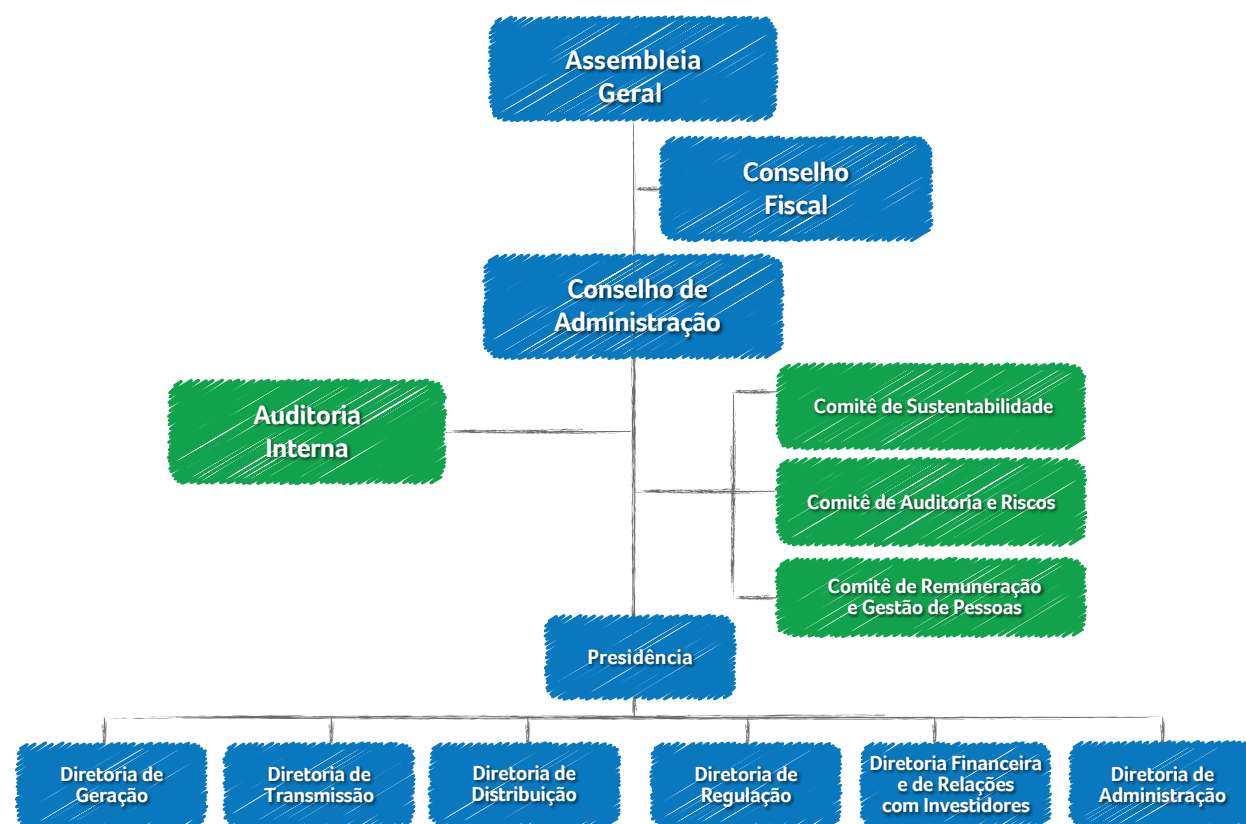 Assembleia
Geral
Conselho
Fiscal
Conselho de
Administração
Auditoria
Interna
Comitê de Sustentabilidade
Comitê de Auditoria e Riscos
Comitê de Remuneração
e Gestão de Pessoas
Presidência
Diretoria de
Geração
Diretoria de
Transmissão
Diretoria de
Distribuição
Diretoria de
Regulação
Diretoria Financeira
e de Relações
com Investidores
Diretoria de
Administração